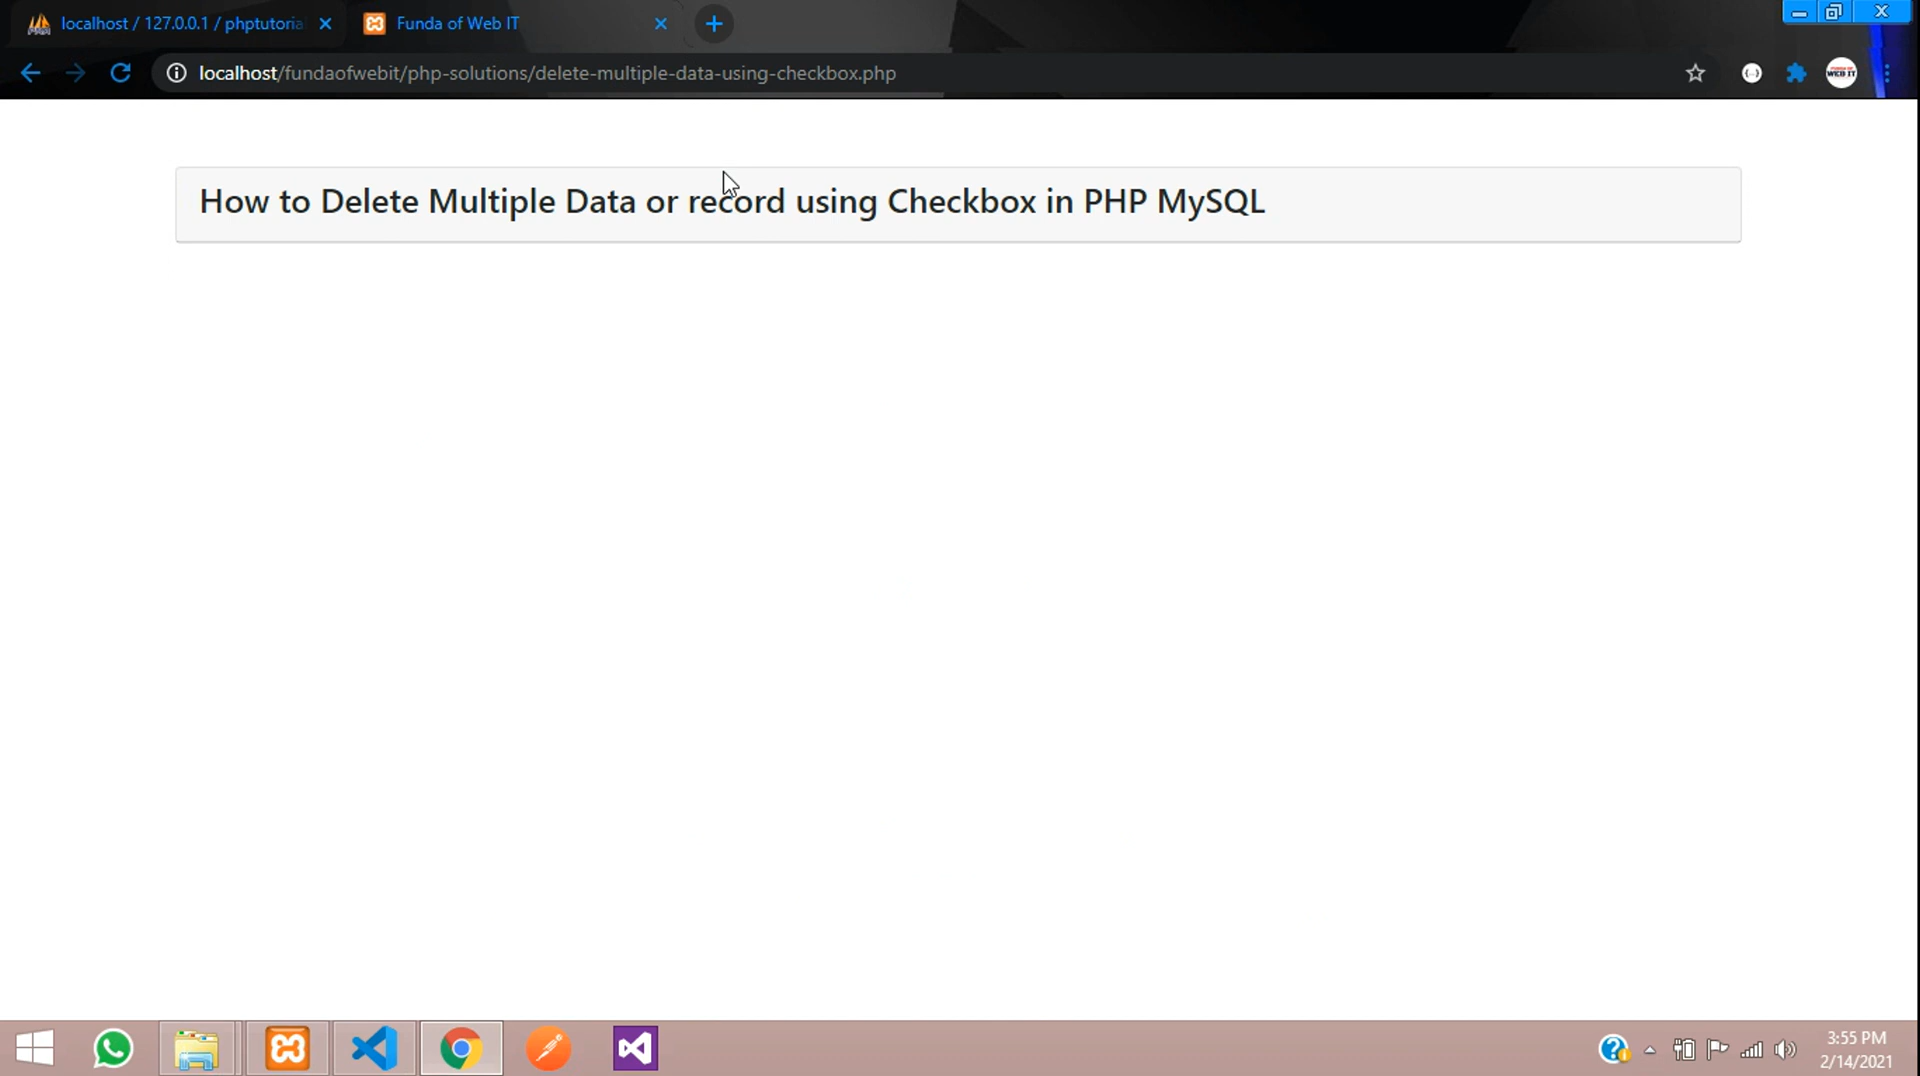 localhost / 127.0.0.1 / phptutoria
Funda of Web IT
localhost/fundaofwebit/php-solutions/delete-multiple-data-using-checkbox.php
WEB IT
How to Delete Multiple Data or record using Checkbox in PHP MySQL
3:55 PM
2/14/2021